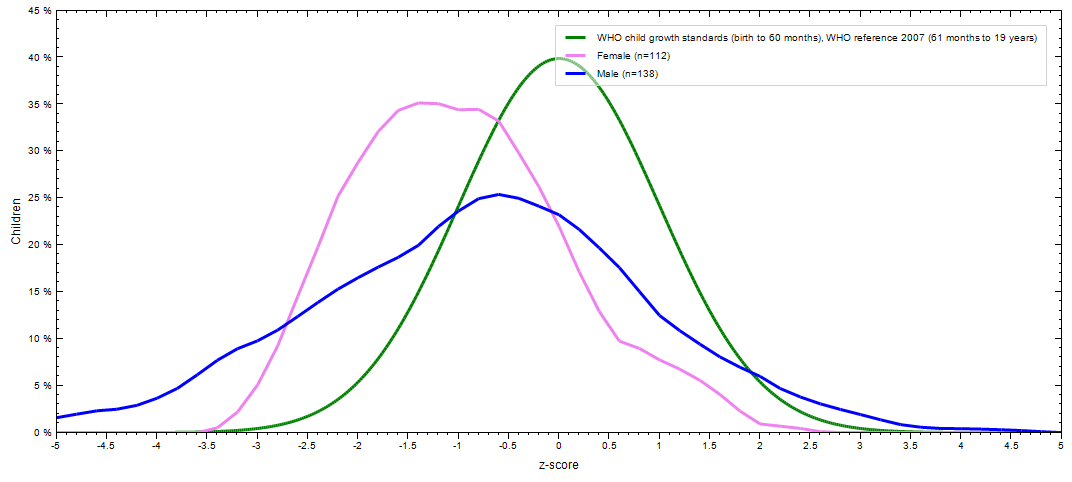 45 %
40 %
35 %
30 %
25 %
20 %
15 %
10 %
5 %
0 %
Children
WHO child growth standards (birth to 60 months), WHO reference 2007 (61 months to 19 years)
Female (n=112)
Male (n=138)
-5 -4.5 -4 -3.5 -3 -2.5 -2 -1.5 -1 -0.5 0 0.5 1 1.5 2 2.5 3 3.5 4 4.5 5
z-score